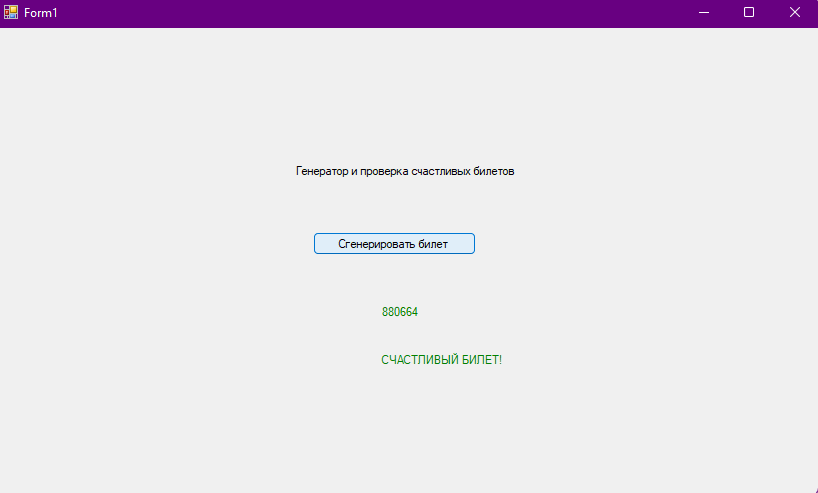 Form1
Генератор и проверка счастливых билетов
Сгенерировать билет
880664
СЧАСТЛИВЫЙ БИЛЕТ!